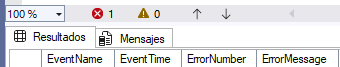 100 % 1 0
Resultados Mensajes
EventName EventTime ErrorNumber ErrorMessage